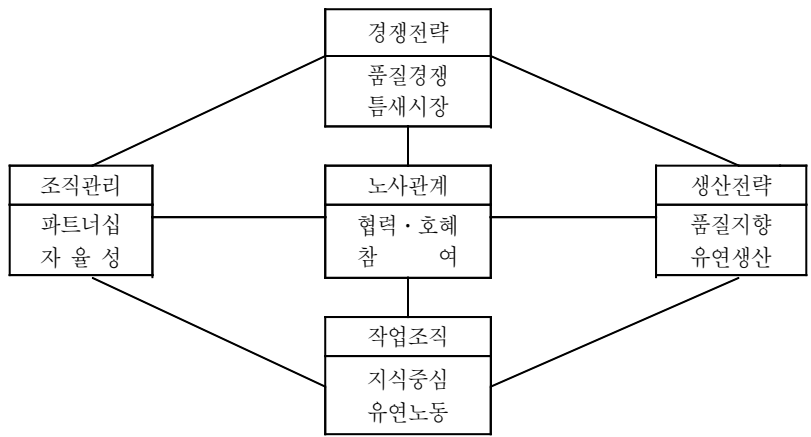 경쟁전략
품질경쟁
틈새시장
조직관리
파트너십
자 율 성
노사관계
협력·호혜
참 여
생산전략
품질지향
유연생산
작업조직
지식중심
유연노동